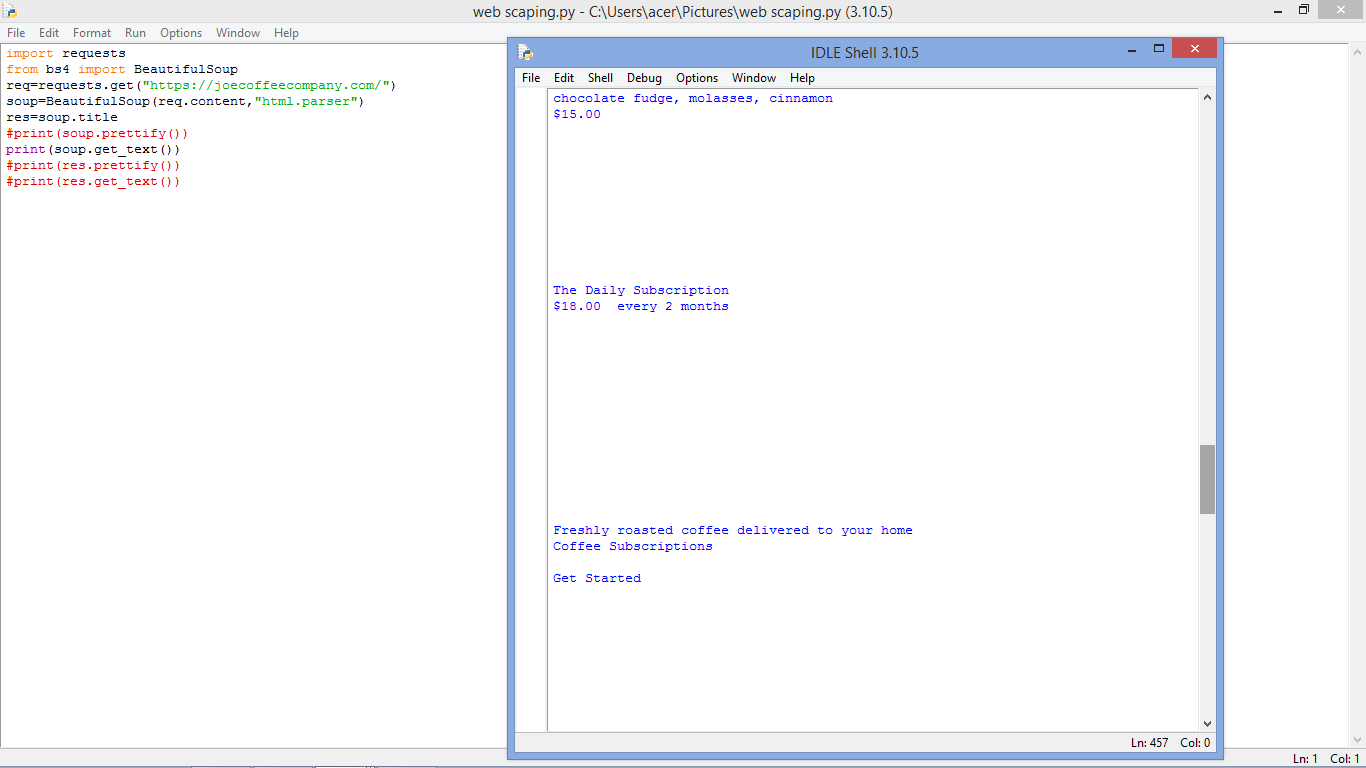 web scaping.py - C:\Users\acer\Pictures\web scaping.py (3.10.5)
File Edit Format Run Options Window Help
import requests
from bs4 import BeautifulSoup
req=requests.get("https://joecoffeecompany.com/")
soup=BeautifulSoup(req.content,"html.parser")
res=soup.title
#print(soup.prettify())
print(soup.get_text())
#print(res.prettify())
#print(res.get_text())
IDLE Shell 3.10.5
File Edit Shell Debug Options Window Help
chocolate fudge, molasses, cinnamon
$15.00
The Daily Subscription
$18.00  every 2 months
Freshly roasted coffee delivered to your home
Coffee Subscriptions
Get Started
Ln: 457 Col: 0
Ln: 1 Col: 1